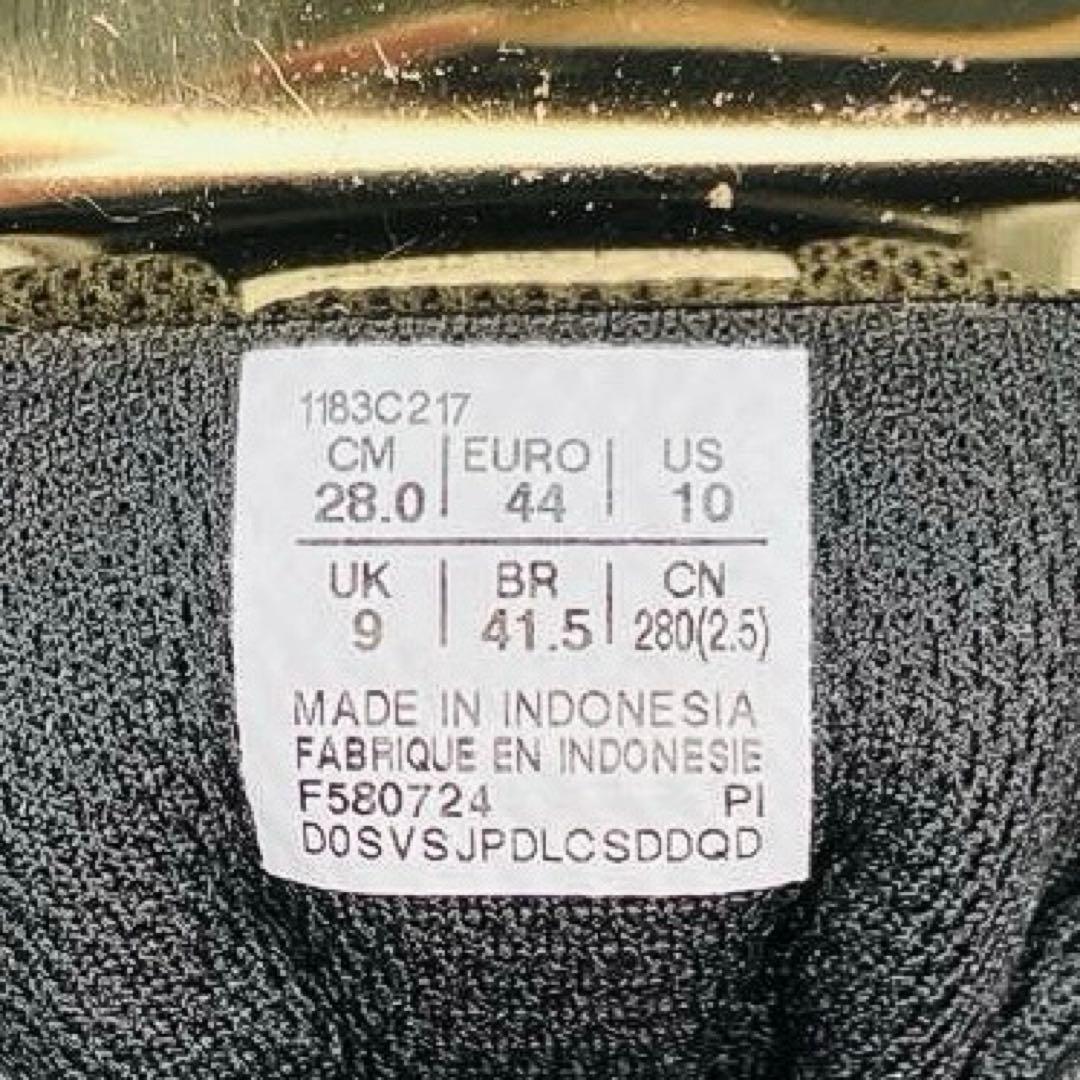 1183C217
CM | EURO | US
28.0 | 44 | 10
UK | BR | CN
9 | 41.5 | 280(2.5)
MADE IN INDONESIA
FABRIQUE EN INDONESIE
F580724 PI
D0SVSJPDLCSDDQD